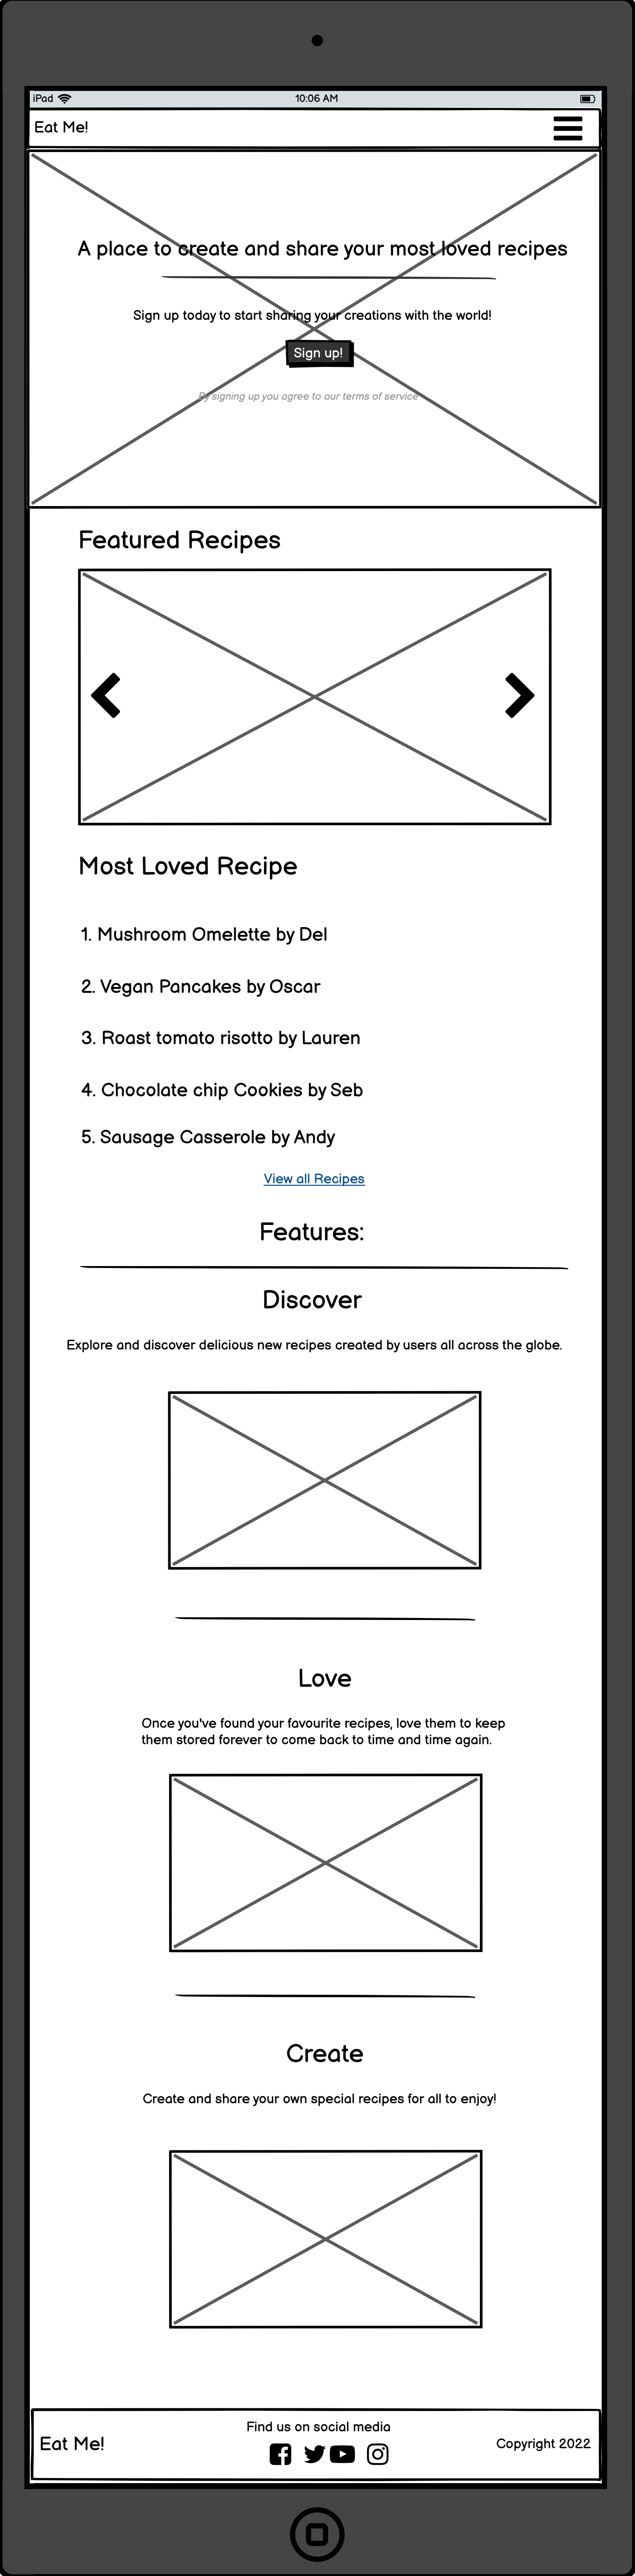 iPad
10:06 AM
Eat Me!
A place to create and share your most loved recipes
Sign up today to start sharing your creations with the world!
Sign up!
By signing up you agree to our terms of service
Featured Recipes
Most Loved Recipe
1. Mushroom Omelette by Del
2. Vegan Pancakes by Oscar
3. Roast tomato risotto by Lauren
4. Chocolate chip Cookies by Seb
5. Sausage Casserole by Andy
View all Recipes
Features:
Discover
Explore and discover delicious new recipes created by users all across the globe.
Love
Once you've found your favourite recipes, love them to keep
them stored forever to come back to time and time again.
Create
Create and share your own special recipes for all to enjoy!
Eat Me!
Find us on social media
Copyright 2022